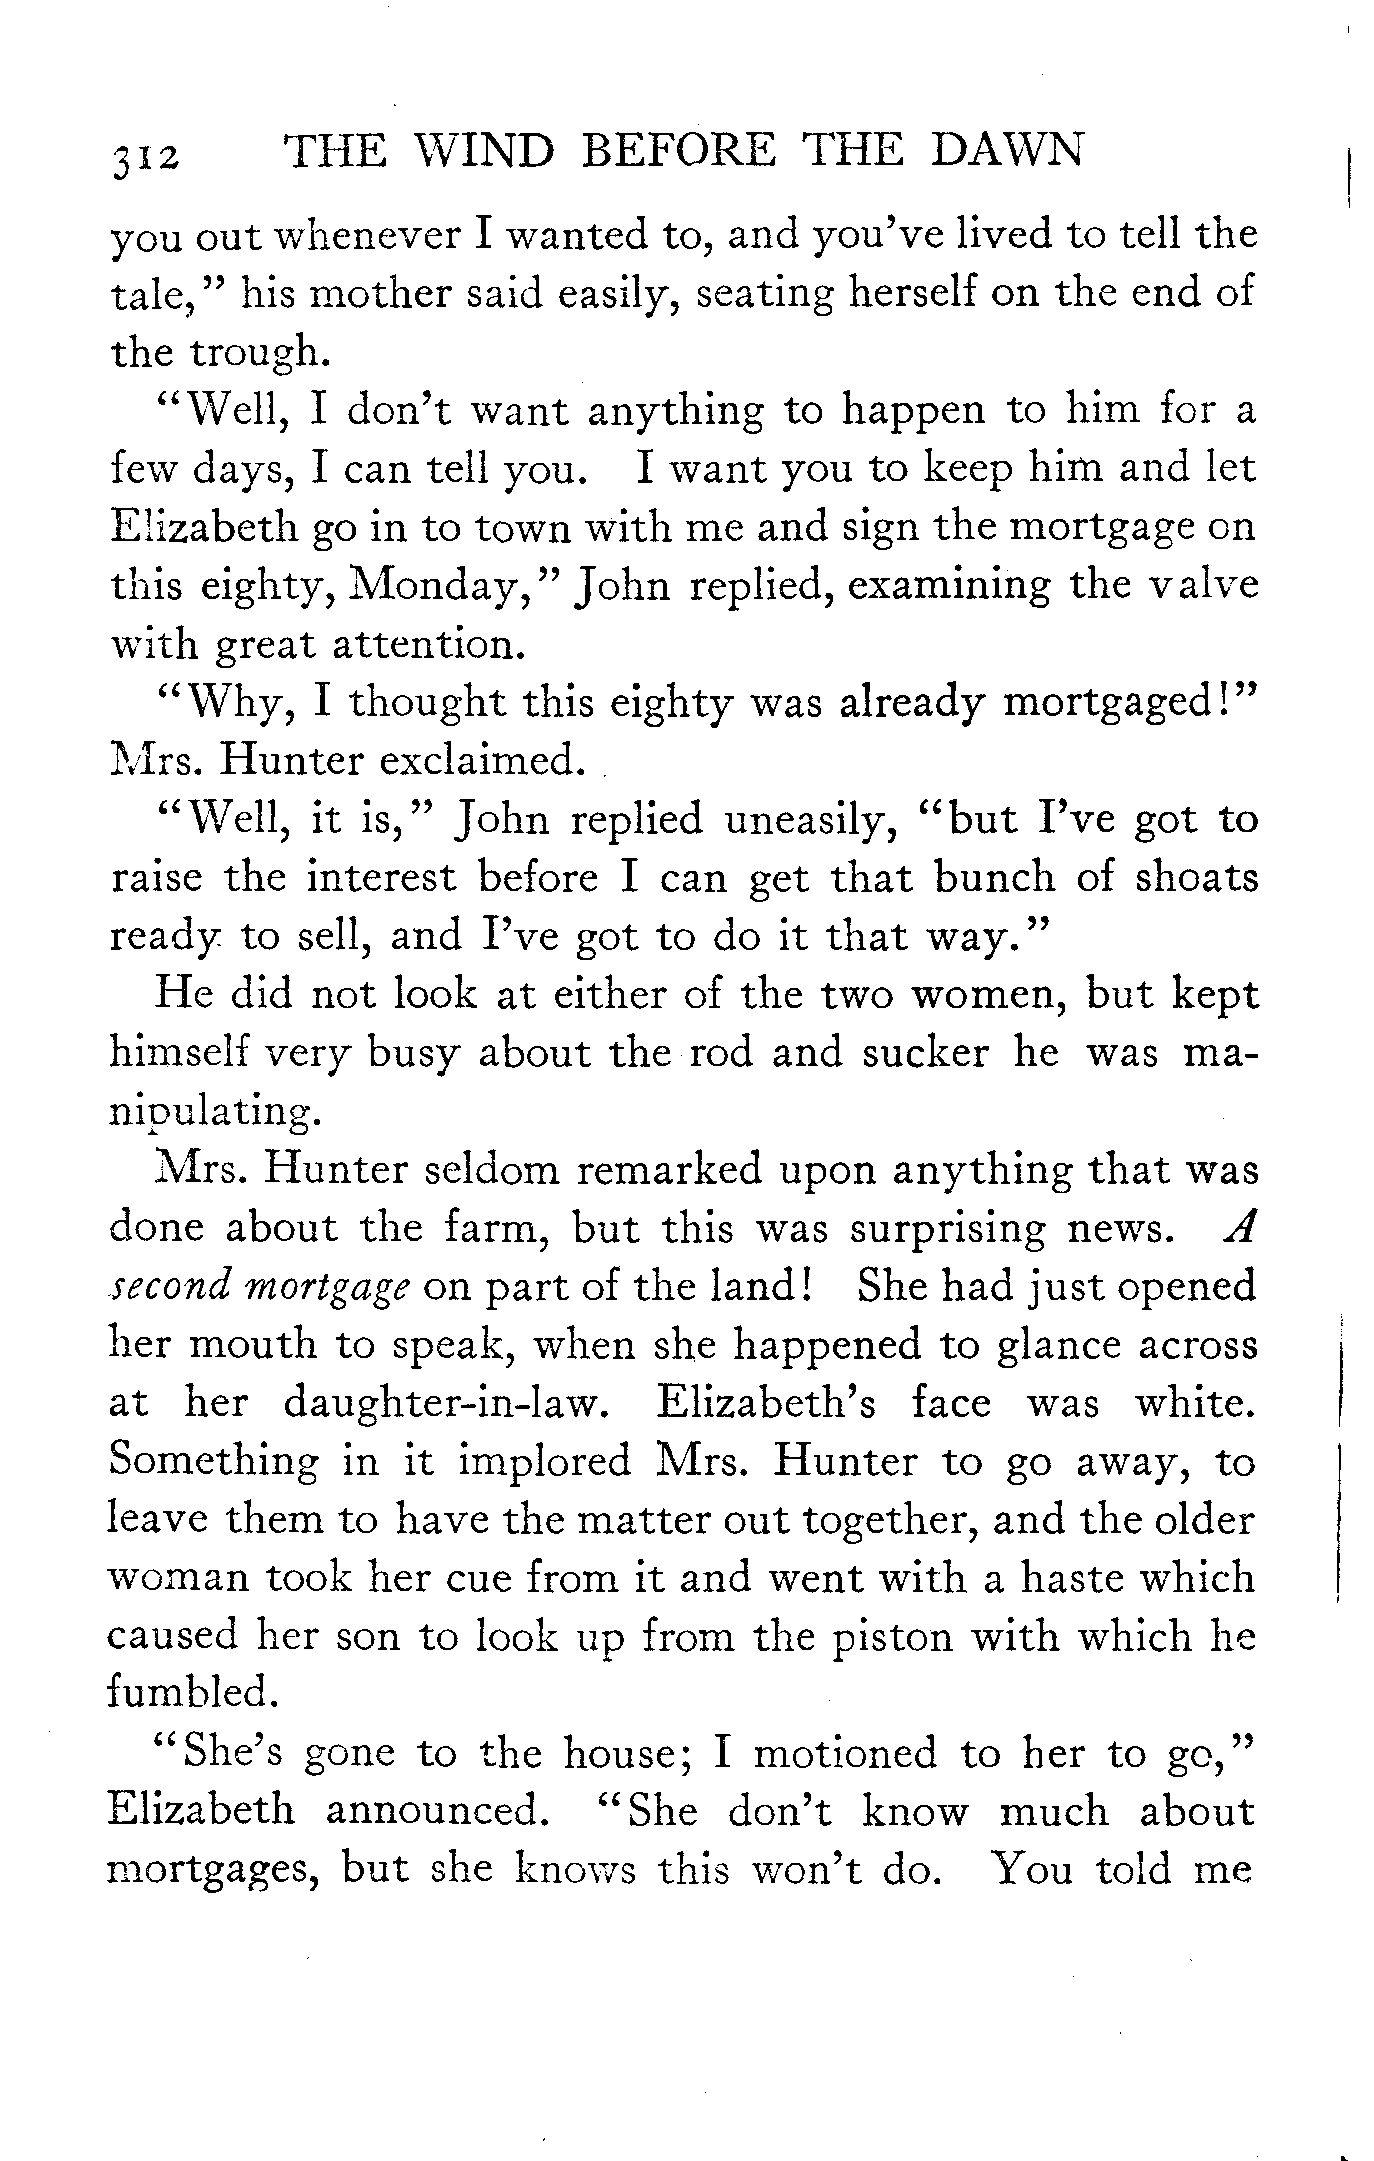 312 THE WIND BEFORE THE DAWN
you out whenever I wanted to, and you've lived to tell the
tale," his mother said easily, seating herself on the end of
the trough.
"Well, I don't want anything to happen to him for a
few days, I can tell you. I want you to keep him and let
Elizabeth go in to town with me and sign the mortgage on
this eighty, Monday," John replied, examining the valve
with great attention.
"Why, I thought this eighty was already mortgaged!"
Mrs. Hunter exclaimed.
"Well, it is," John replied uneasily, "but I've got to
raise the interest before I can get that bunch of shoats
ready to sell, and I've got to do it that way."
He did not look at either of the two women, but kept
himself very busy about the rod and sucker he was ma-
nipulating.
Mrs. Hunter seldom remarked upon anything that was
done about the farm, but this was surprising news. A
second mortgage on part of the land! She had just opened
her mouth to speak, when she happened to glance across
at her daughter-in-law. Elizabeth's face was white.
Something in it implored Mrs. Hunter to go away, to
leave them to have the matter out together, and the older
woman took her cue from it and went with a haste which
caused her son to look up from the piston with which he
fumbled.
"She's gone to the house; I motioned to her to go,"
Elizabeth announced. "She don't know much about
mortgages, but she knows this won't do. You told me